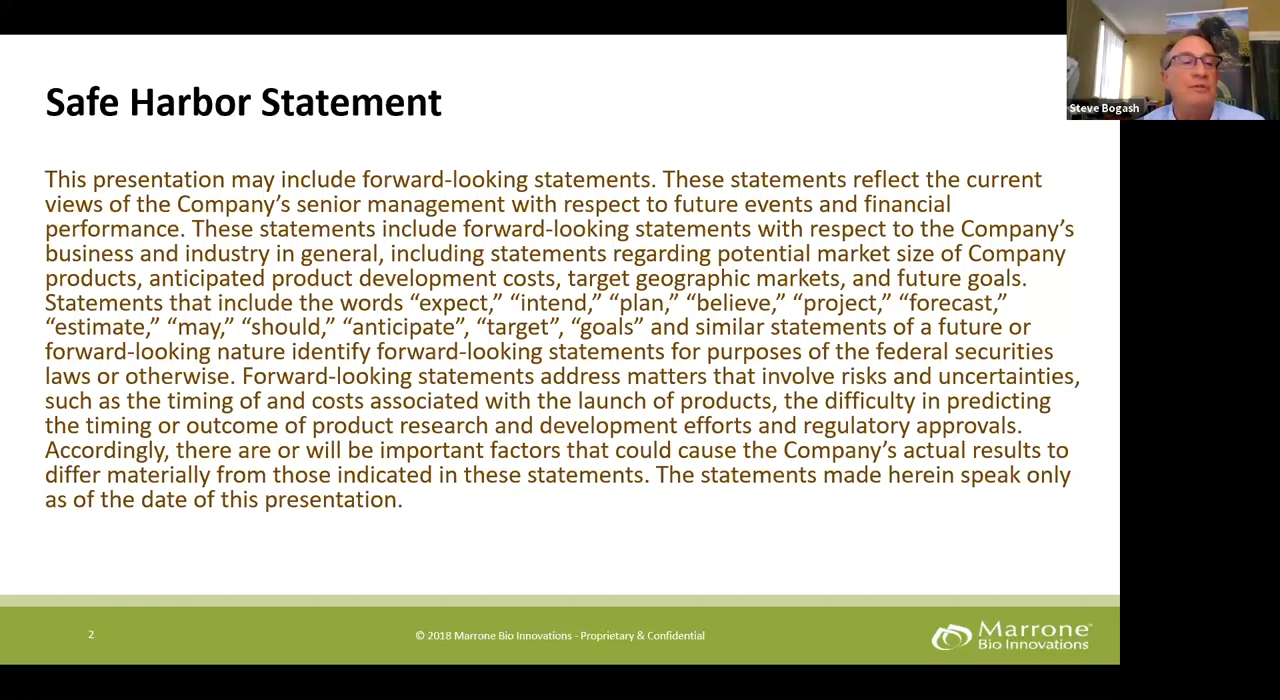 Steve Bogash
Safe Harbor Statement
This presentation may include forward-looking statements. These statements reflect the current
views of the Company’s senior management with respect to future events and financial
performance. These statements include forward-looking statements with respect to the Company’s
business and industry in general, including statements regarding potential market size of Company
products, anticipated product development costs, target geographic markets, and future goals.
Statements that include the words “expect,” “intend,” “plan,” “believe,” “project,” “forecast,”
“estimate,” “may,” “should,” “anticipate”, “target”, “goals” and similar statements of a future or
forward-looking nature identify forward-looking statements for purposes of the federal securities
laws or otherwise. Forward-looking statements address matters that involve risks and uncertainties,
such as the timing of and costs associated with the launch of products, the difficulty in predicting
the timing or outcome of product research and development efforts and regulatory approvals.
Accordingly, there are or will be important factors that could cause the Company’s actual results to
differ materially from those indicated in these statements. The statements made herein speak only
as of the date of this presentation.
2
© 2018 Marrone Bio Innovations - Proprietary & Confidential
Marrone™
Bio Innovations